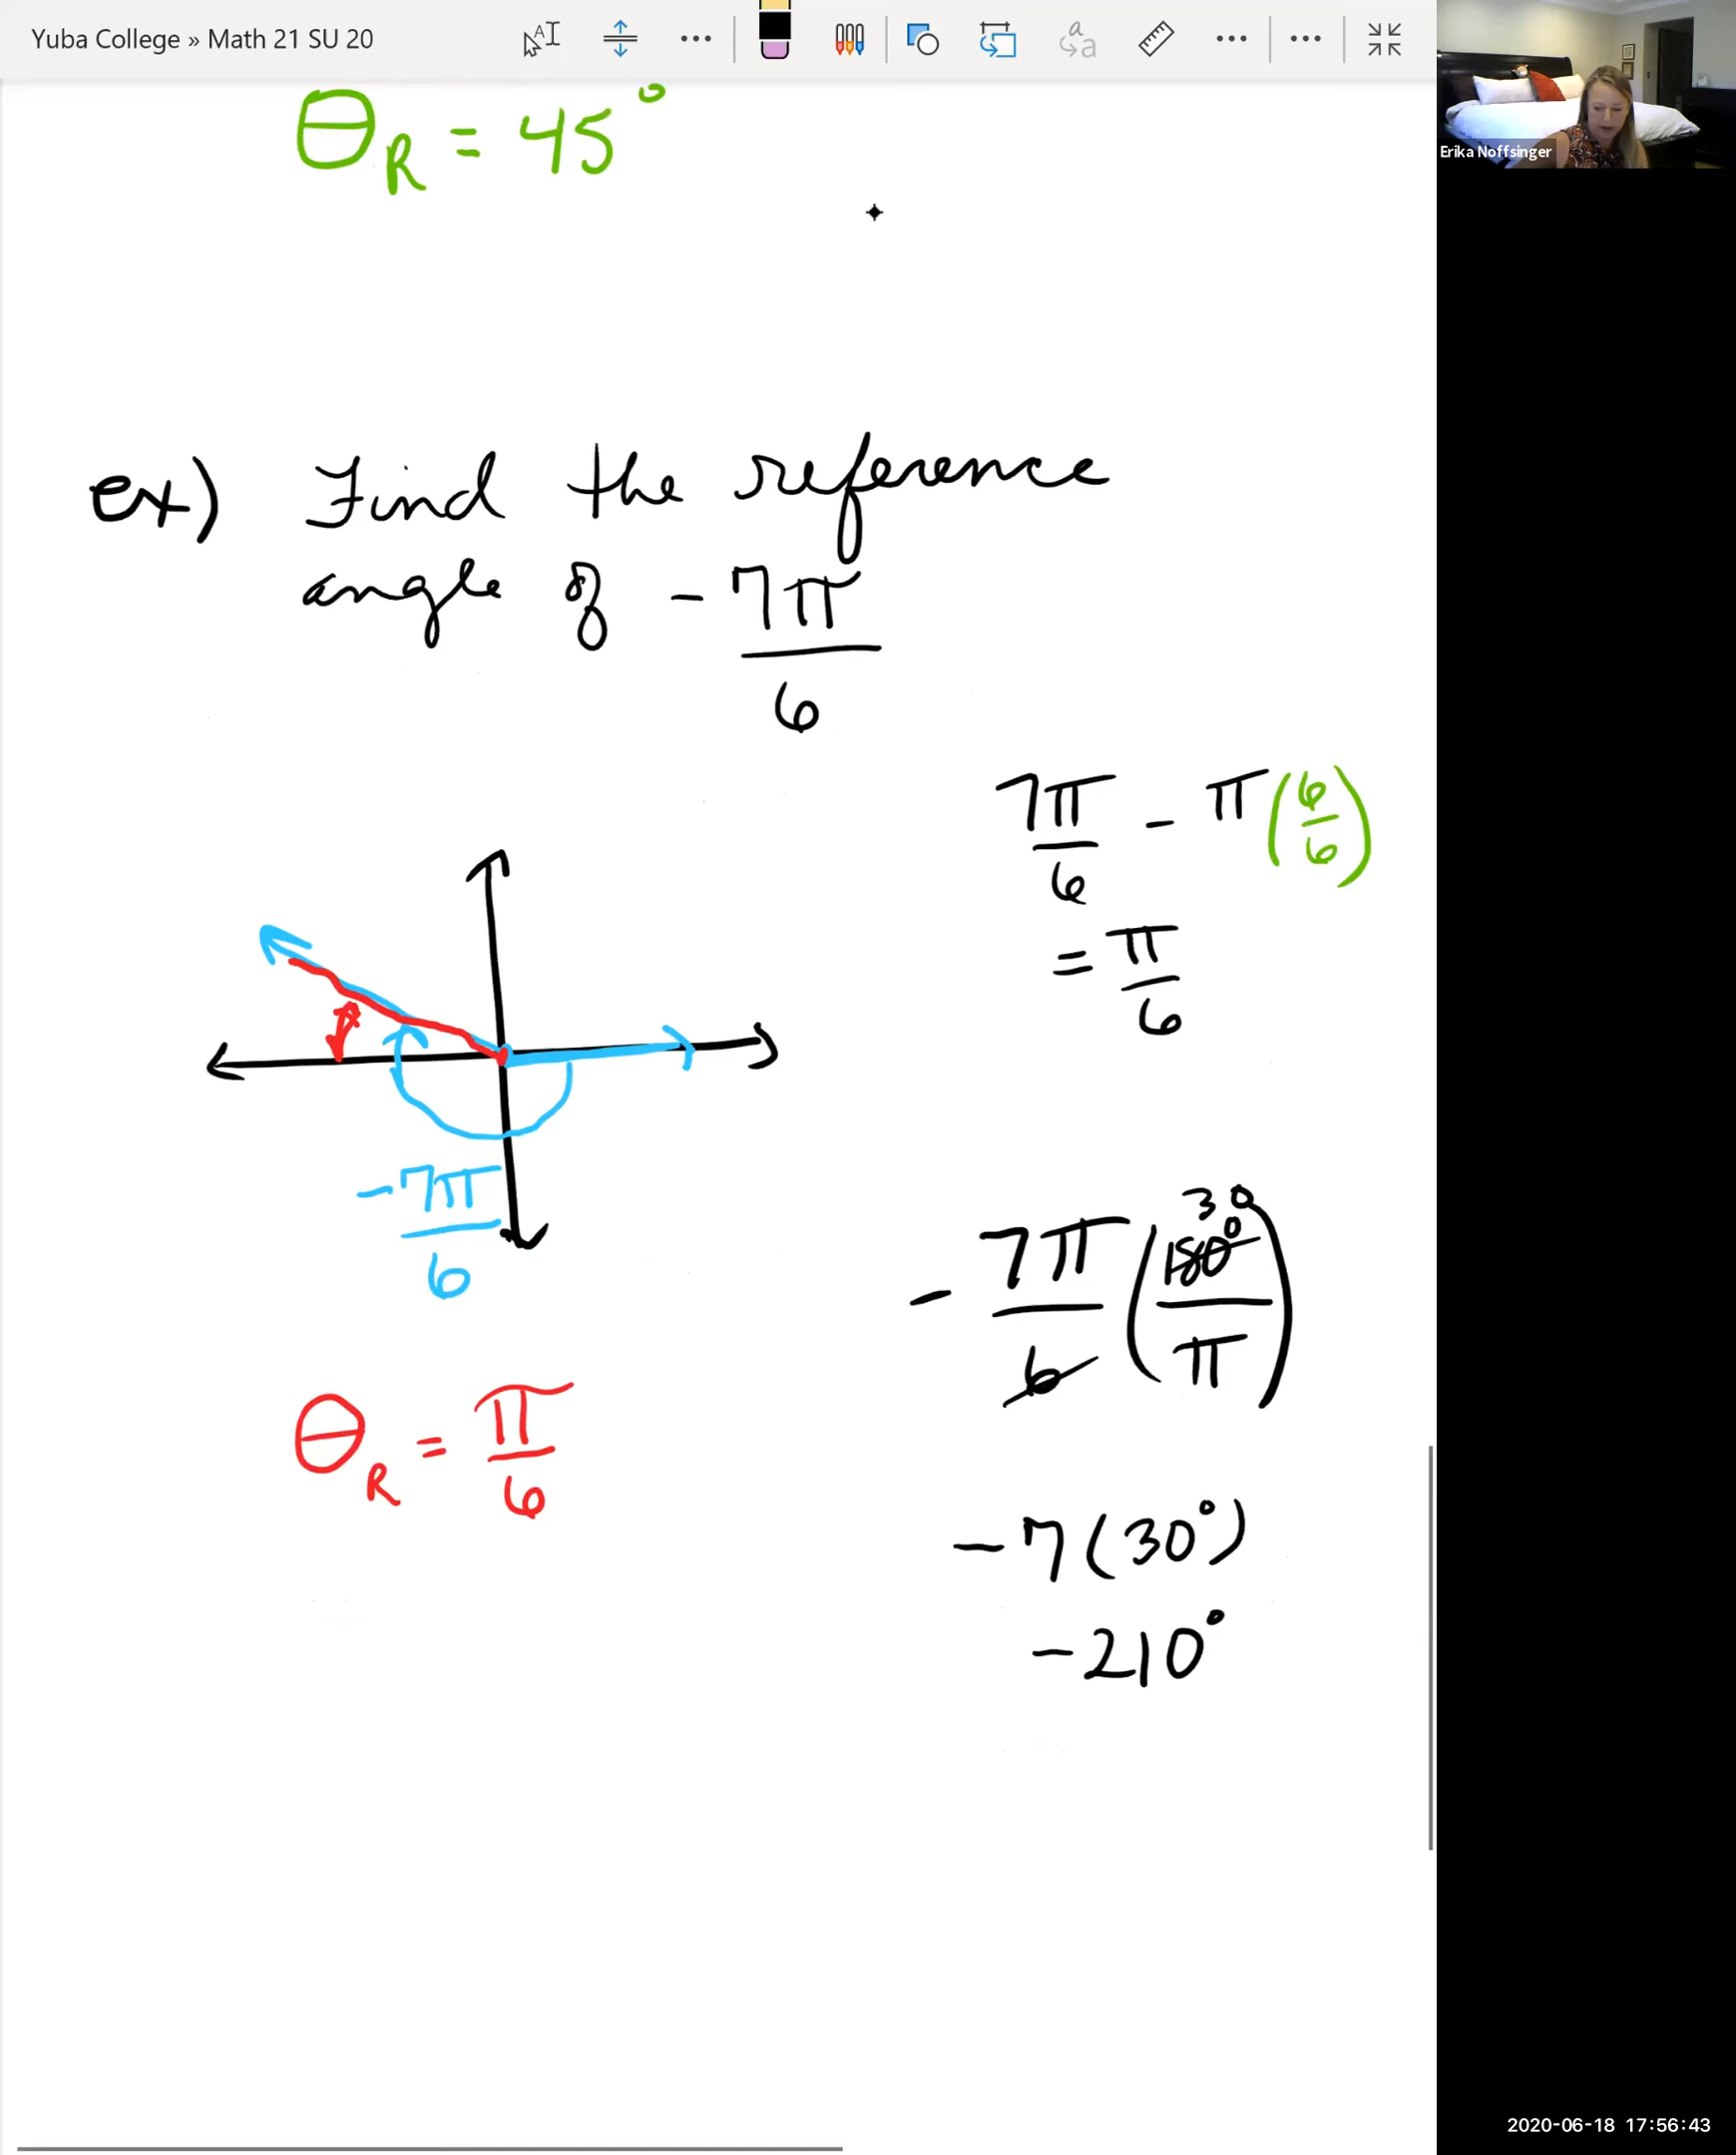 Yuba College » Math 21 SU 20
Erika Noffsinger
θR = 45°
ex) Find the reference
angle of -7π/6
7π/6 - π(6/6)
= π/6
-7π/6
-7π/6 (180°/π)
30
θR = π/6
-7(30°)
-210°
2020-06-18 17:56:43